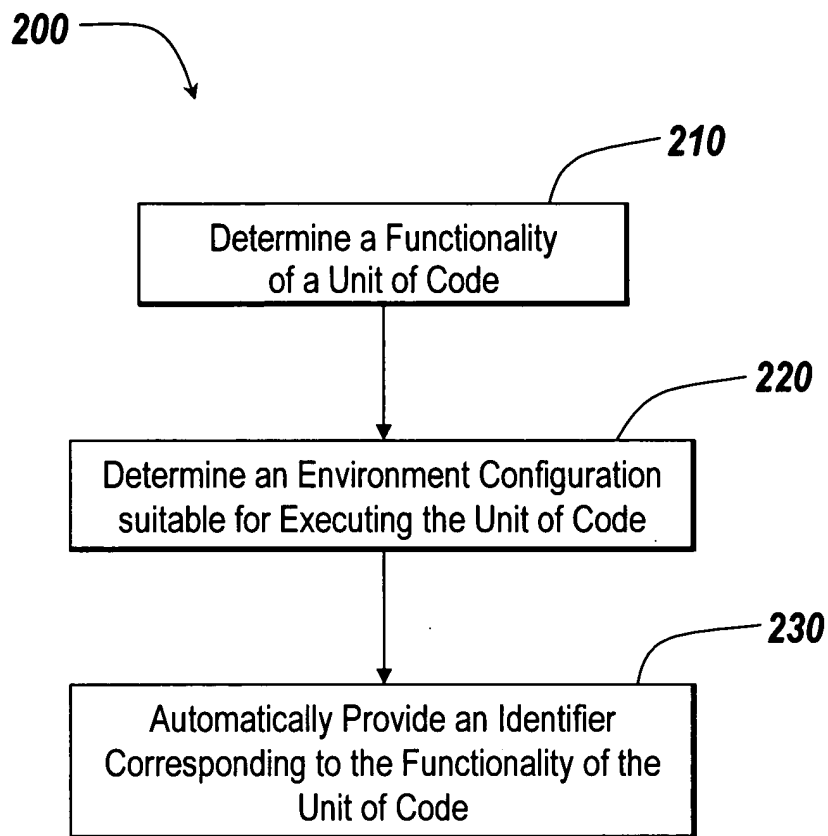 200
210
Determine a Functionality
of a Unit of Code
220
Determine an Environment Configuration
suitable for Executing the Unit of Code
230
Automatically Provide an Identifier
Corresponding to the Functionality of the
Unit of Code